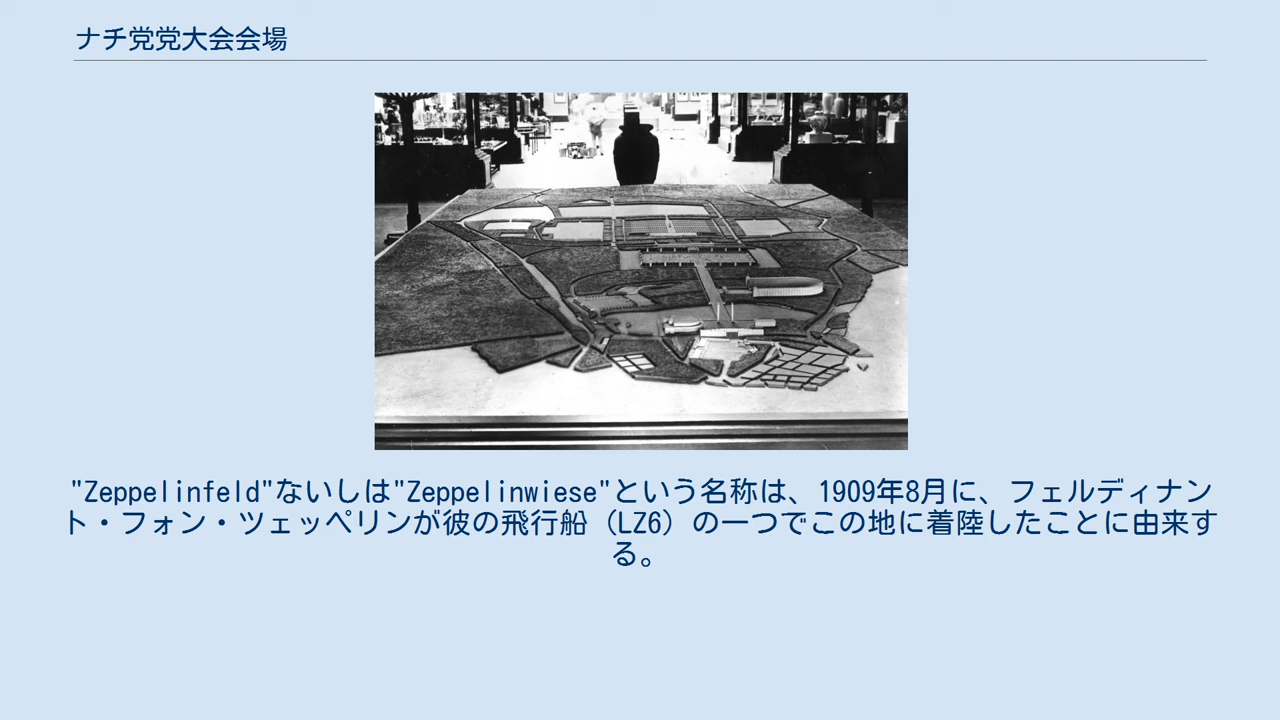 ナチ党党大会会場
"Zeppelinfeld"ないしは"Zeppelinwiese"という名称は、1909年8月に、フェルディナン
ト・フォン・ツェッペリンが彼の飛行船（LZ6）の一つでこの地に着陸したことに由来す
る。